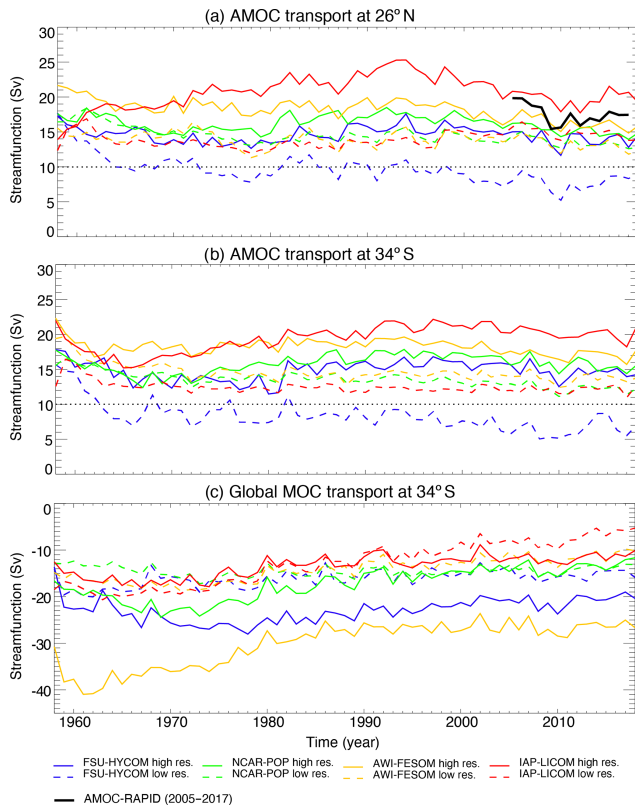 (a) AMOC transport at 26° N
30
25
20
15
10
5
0
Streamfunction (Sv)
(b) AMOC transport at 34° S
30
25
20
15
10
5
0
Streamfunction (Sv)
(c) Global MOC transport at 34° S
0
-10
-20
-30
-40
Streamfunction (Sv)
1960 1970 1980 1990 2000 2010
Time (year)
FSU-HYCOM high res. NCAR-POP high res. AWI-FESOM high res. IAP-LICOM high res.
FSU-HYCOM low res. NCAR-POP low res. AWI-FESOM low res. IAP-LICOM low res.
AMOC-RAPID (2005-2017)